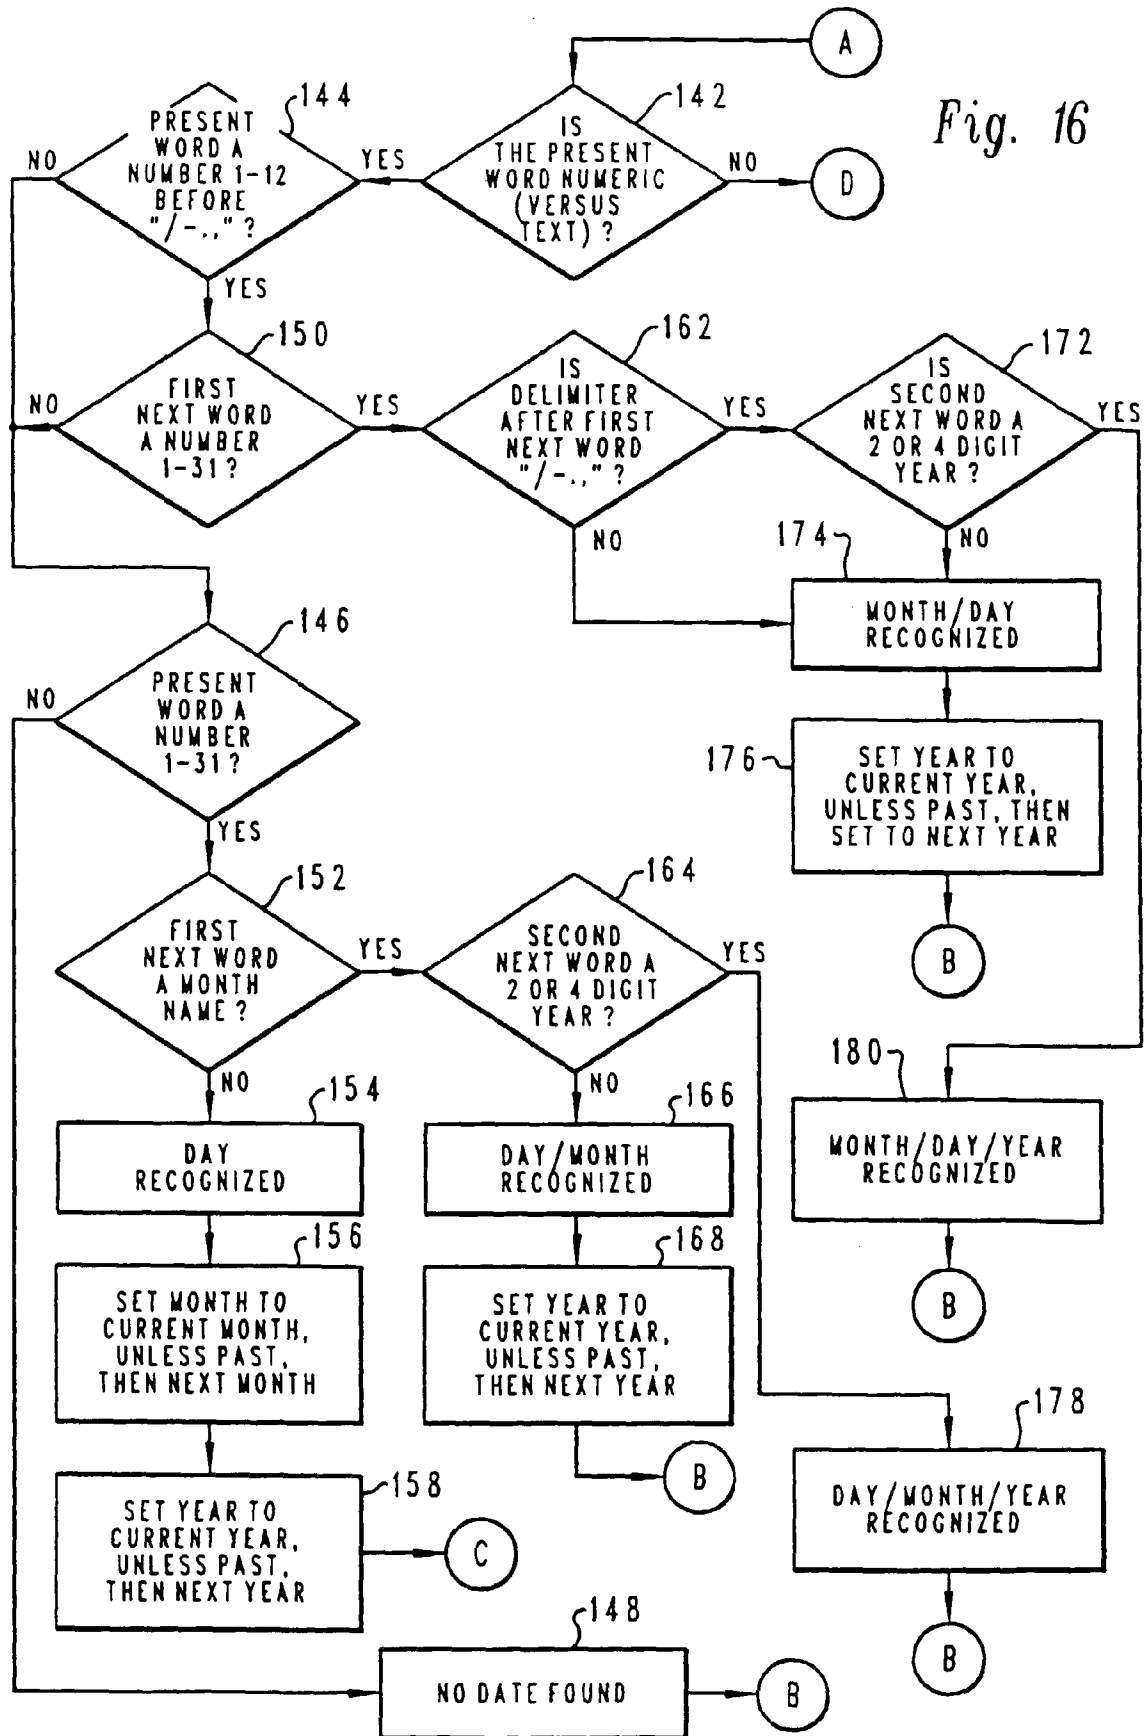 A
Fig. 16
144
142
PRESENT
WORD A
NUMBER 1-12
BEFORE
"/-.," ?
NO
YES
IS
THE PRESENT
WORD NUMERIC
(VERSUS
TEXT) ?
NO
D
YES
150
162
172
FIRST
NEXT WORD
A NUMBER
1-31?
NO
YES
IS
DELIMITER
AFTER FIRST
NEXT WORD
"/-.," ?
YES
IS
SECOND
NEXT WORD A
2 OR 4 DIGIT
YEAR ?
YES
NO
NO
174
MONTH/DAY
RECOGNIZED
146
PRESENT
WORD A
NUMBER
1-31?
NO
YES
176
SET YEAR TO
CURRENT YEAR,
UNLESS PAST, THEN
SET TO NEXT YEAR
B
152
164
FIRST
NEXT WORD
A MONTH
NAME ?
YES
SECOND
NEXT WORD A
2 OR 4 DIGIT
YEAR ?
YES
NO
NO
180
MONTH/DAY/YEAR
RECOGNIZED
B
154
DAY
RECOGNIZED
166
DAY/MONTH
RECOGNIZED
156
SET MONTH TO
CURRENT MONTH,
UNLESS PAST,
THEN NEXT MONTH
168
SET YEAR TO
CURRENT YEAR,
UNLESS PAST,
THEN NEXT YEAR
B
178
DAY/MONTH/YEAR
RECOGNIZED
B
158
SET YEAR TO
CURRENT YEAR,
UNLESS PAST,
THEN NEXT YEAR
C
148
NO DATE FOUND
B